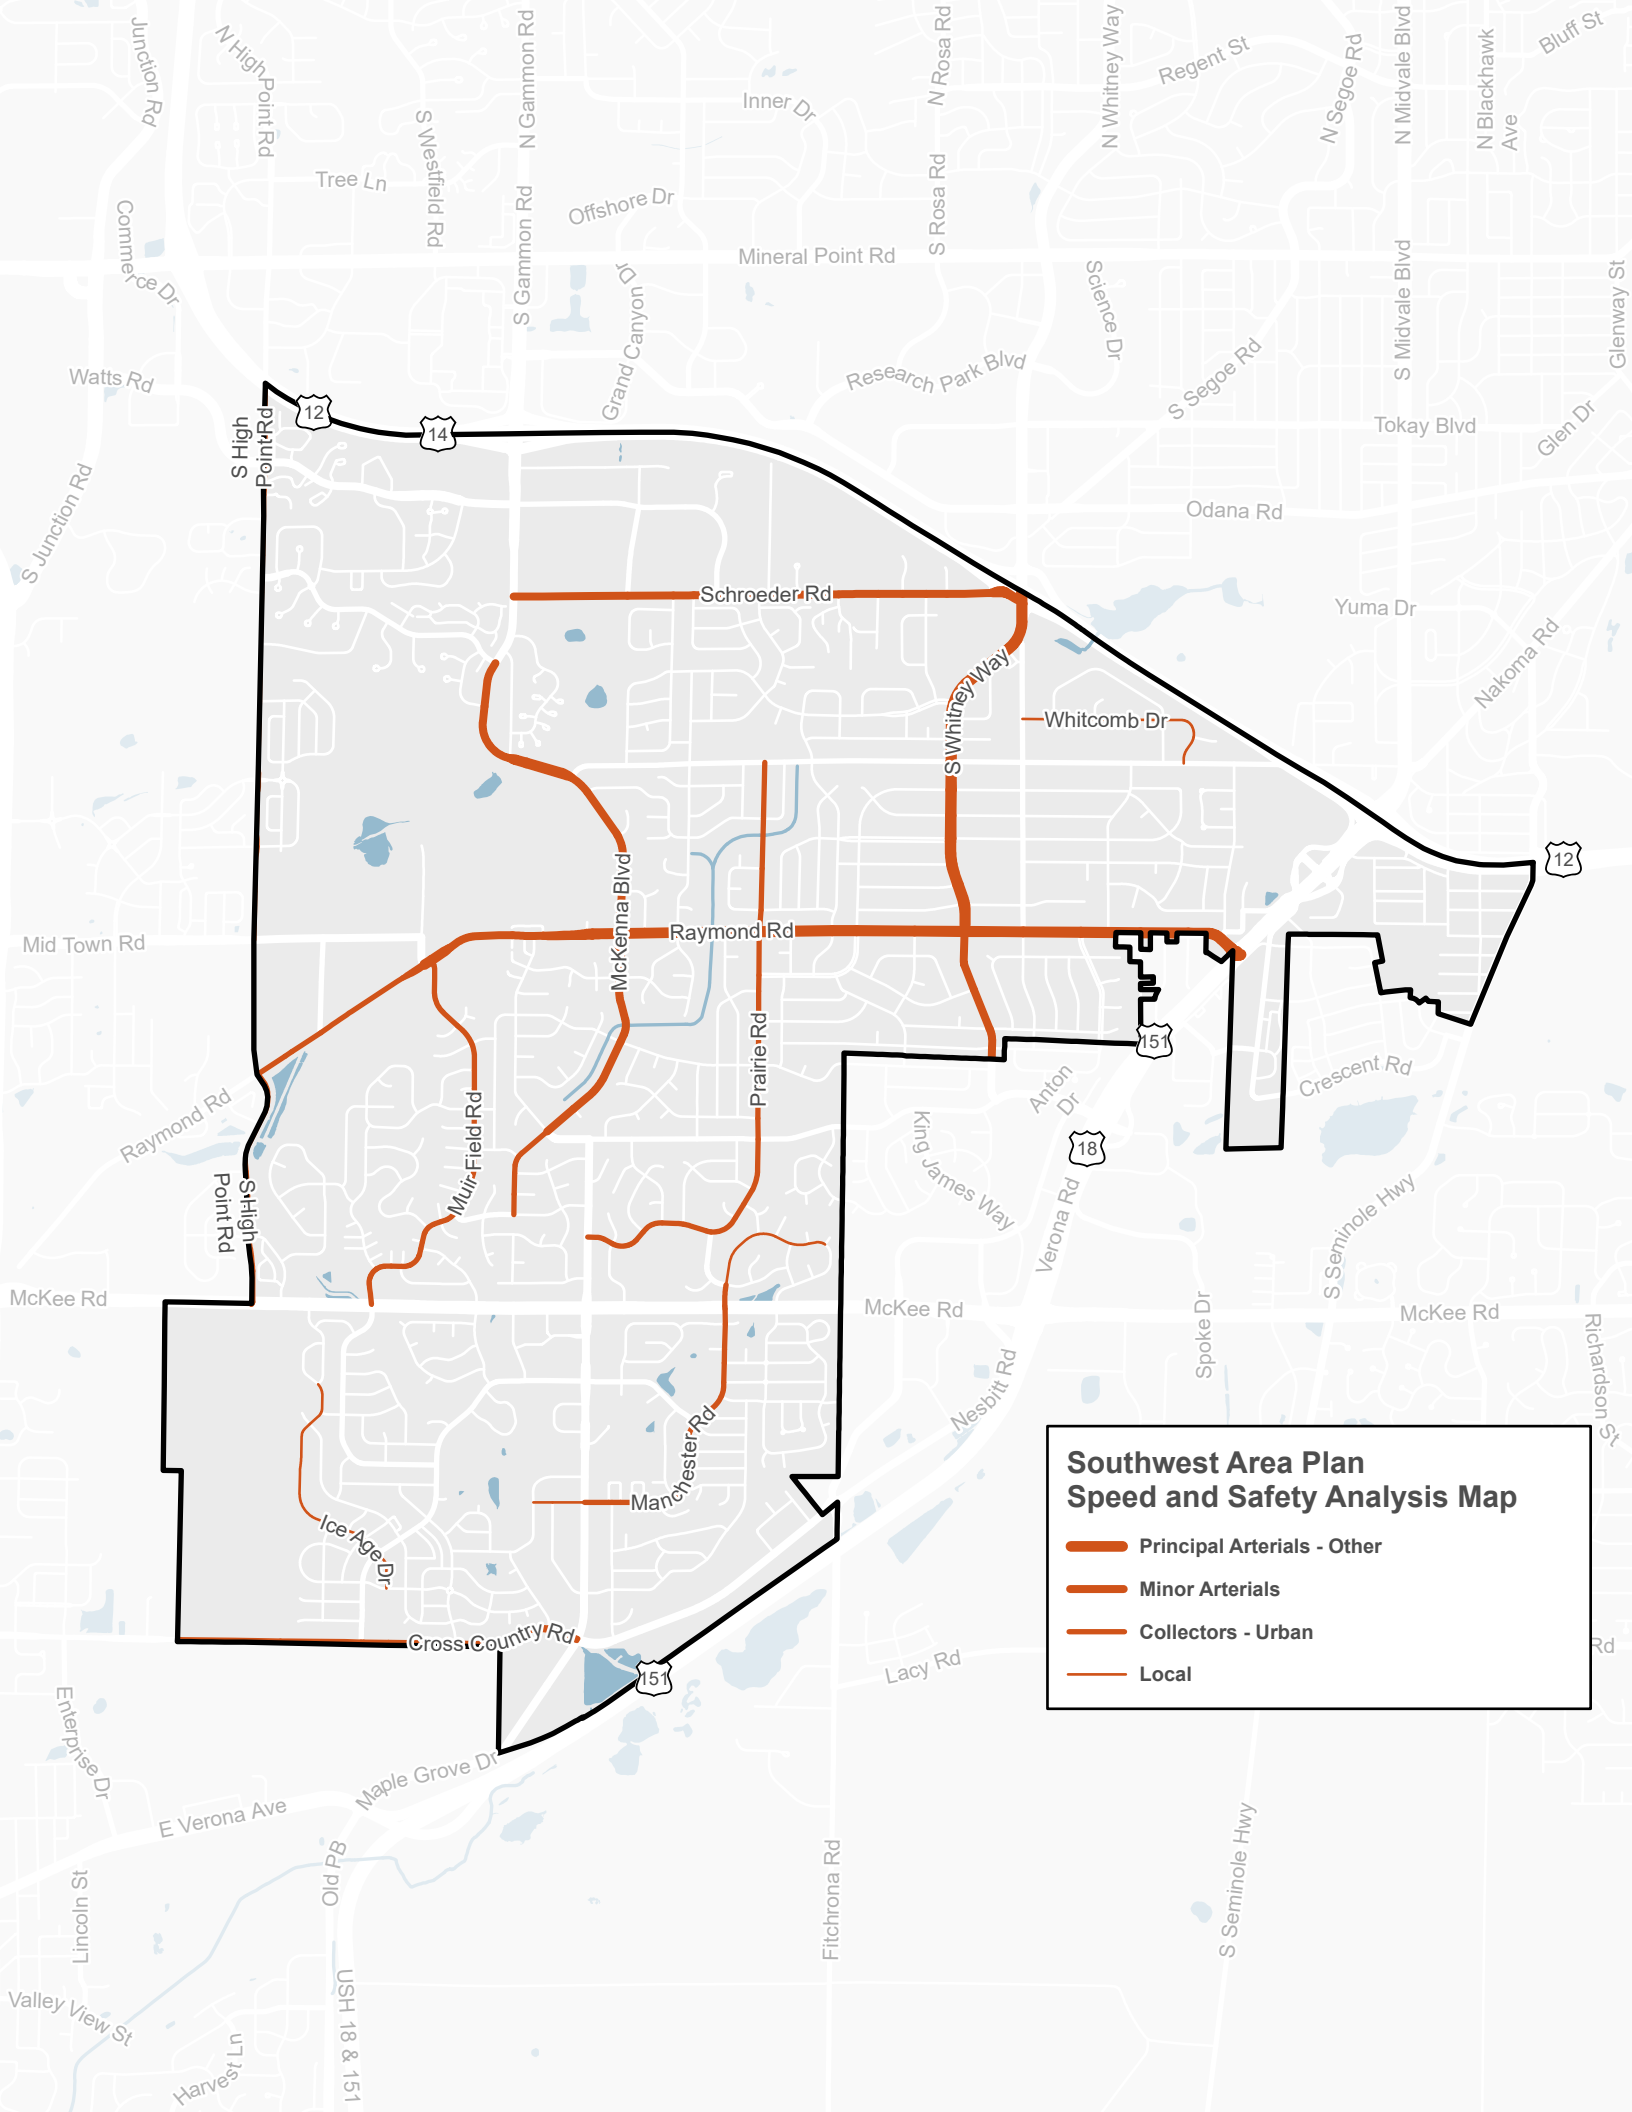 Junction Rd
N High
Point Rd
S Westfield Rd
N Gammon Rd
Inner Dr
N Rosa Rd
N Whitney Way
Regent St
N Segoe Rd
N Midvale Blvd
N Blackhawk
Ave
Bluff St
Tree Ln
Commerce Dr
S Gammon Rd
Offshore Dr
S Rosa Rd
Mineral Point Rd
Grand Canyon
Dr
Science Dr
S Midvale Blvd
Glenway St
Watts Rd
Research Park Blvd
S Segoe Rd
S High
Point Rd
12
14
Tokay Blvd
Glen Dr
S Junction Rd
Odana Rd
Schroeder Rd
Yuma Dr
Nakoma Rd
S Whitney Way
Whitcomb Dr
McKenna Blvd
12
Mid Town Rd
Raymond Rd
Prairie Rd
151
Raymond Rd
Muir Field Rd
Anton
Dr
Crescent Rd
18
King James Way
S High
Point Rd
Verona Rd
S Seminole Hwy
McKee Rd
McKee Rd
Spoke Dr
McKee Rd
Richardson St
Nesbitt Rd
Manchester Rd
Ice Age Dr
Southwest Area Plan
Speed and Safety Analysis Map
Principal Arterials - Other
Minor Arterials
Collectors - Urban
Local
Cross Country Rd
151
Lacy Rd
Rd
Enterprise Dr
Maple Grove Dr
E Verona Ave
Old PB
Lincoln St
Fitchrona Rd
S Seminole Hwy
USH 18 & 151
Valley View St
Harvest Ln